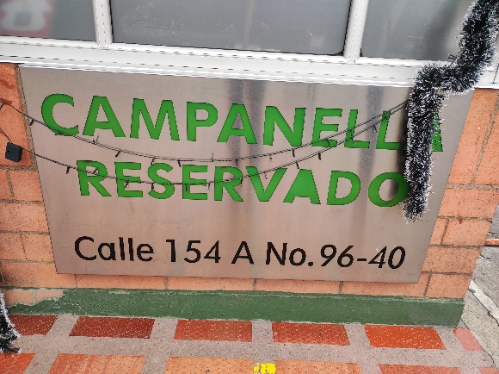 CAMPANELLA
RESERVADO
Calle 154 A No. 96-40